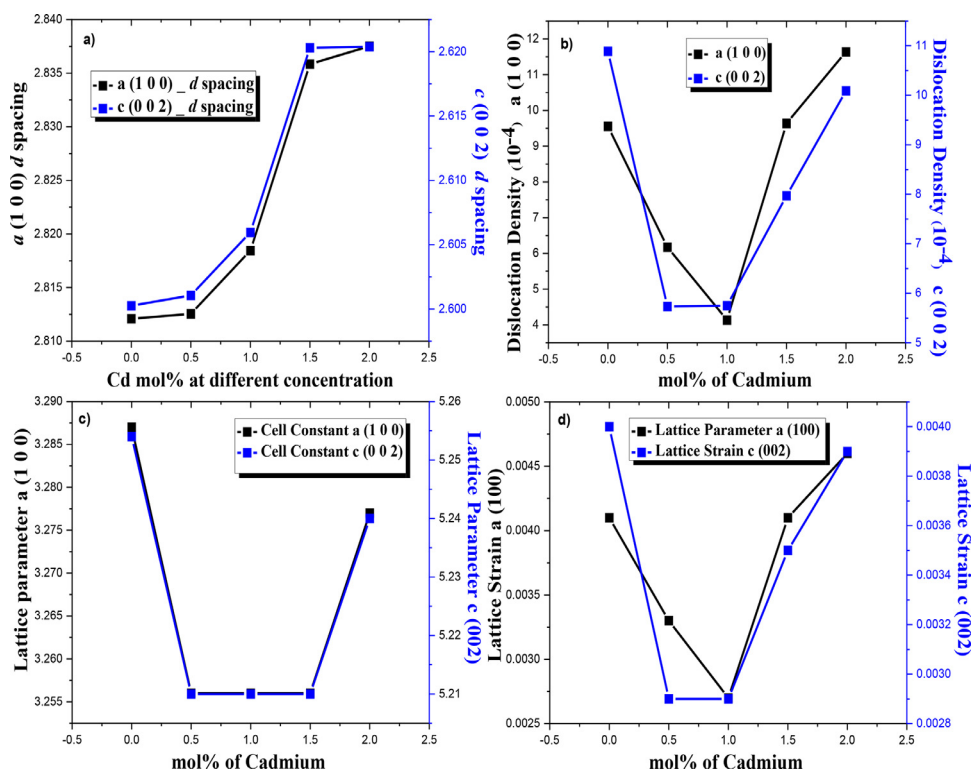 a)
a (1 0 0) _ d spacing
c (0 0 2) _ d spacing
2.840
2.835
2.830
2.825
2.820
2.815
2.810
a (1 0 0) d spacing
2.620
2.615
2.610
2.605
2.600
c (0 0 2) d spacing
-0.5 0.0 0.5 1.0 1.5 2.0 2.5
Cd mol% at different concentration
b)
a (1 0 0)
c (0 0 2)
12
11
10
9
8
7
6
5
4
Dislocation Density (10-4) a (1 0 0)
11
10
9
8
7
6
5
Dislocation Density
(10-4) c (0 0 2)
-0.5 0.0 0.5 1.0 1.5 2.0 2.5
mol% of Cadmium
c)
Cell Constant a (1 0 0)
Cell Constant c (0 0 2)
3.290
3.285
3.280
3.275
3.270
3.265
3.260
3.255
Lattice parameter a (1 0 0)
5.26
5.25
5.24
5.23
5.22
5.21
Lattice Parameter c
(002)
-0.5 0.0 0.5 1.0 1.5 2.0 2.5
mol% of Cadmium
d)
Lattice Parameter a (100)
Lattice Strain c (002)
0.0050
0.0045
0.0040
0.0035
0.0030
0.0025
Lattice Strain a (100)
0.0040
0.0038
0.0036
0.0034
0.0032
0.0030
0.0028
Lattice Strain c
(002)
-0.5 0.0 0.5 1.0 1.5 2.0 2.5
mol% of Cadmium